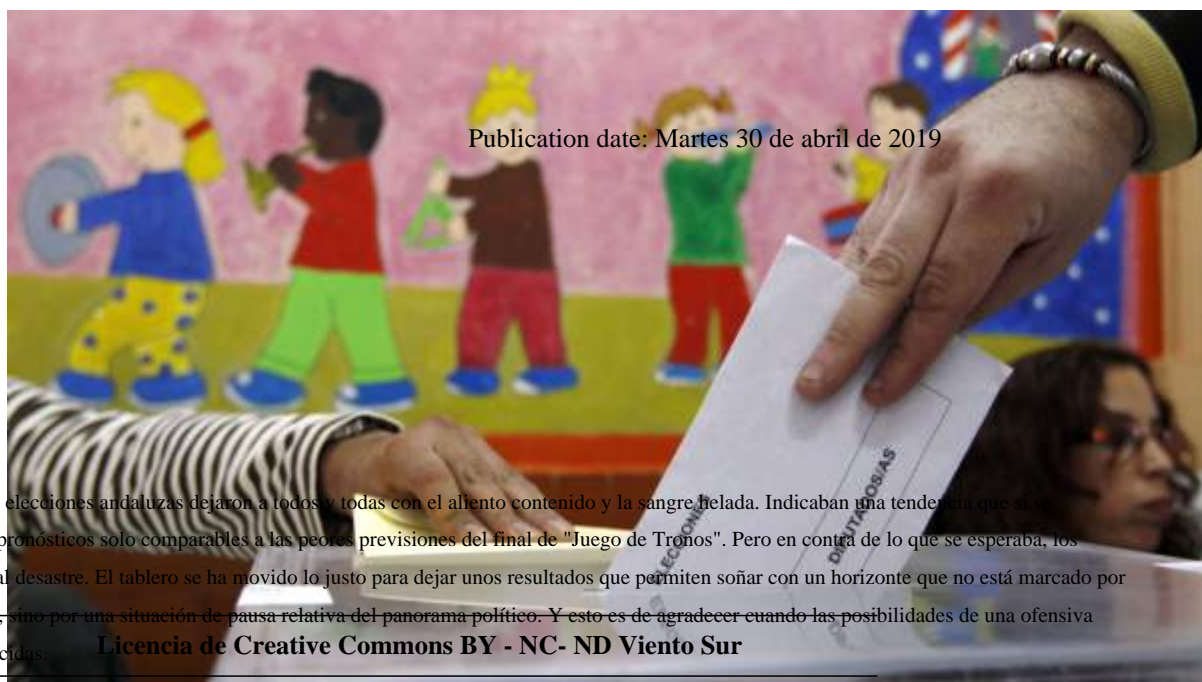 Publication date: Martes 30 de abril de 2019
DIPUTADOS/AS
ELECCIONES
elecciones andaluzas dejaron a todos y todas con el aliento contenido y la sangre helada. Indicaban una tendencia que si se
pronósticos solo comparables a las peores previsiones del final de "Juego de Tronos". Pero en contra de lo que se esperaba, los
al desastre. El tablero se ha movido lo justo para dejar unos resultados que permiten soñar con un horizonte que no está marcado por
, sino por una situación de pausa relativa del panorama político. Y esto es de agradecer cuando las posibilidades de una ofensiva
Licencia de Creative Commons BY - NC- ND Viento Sur